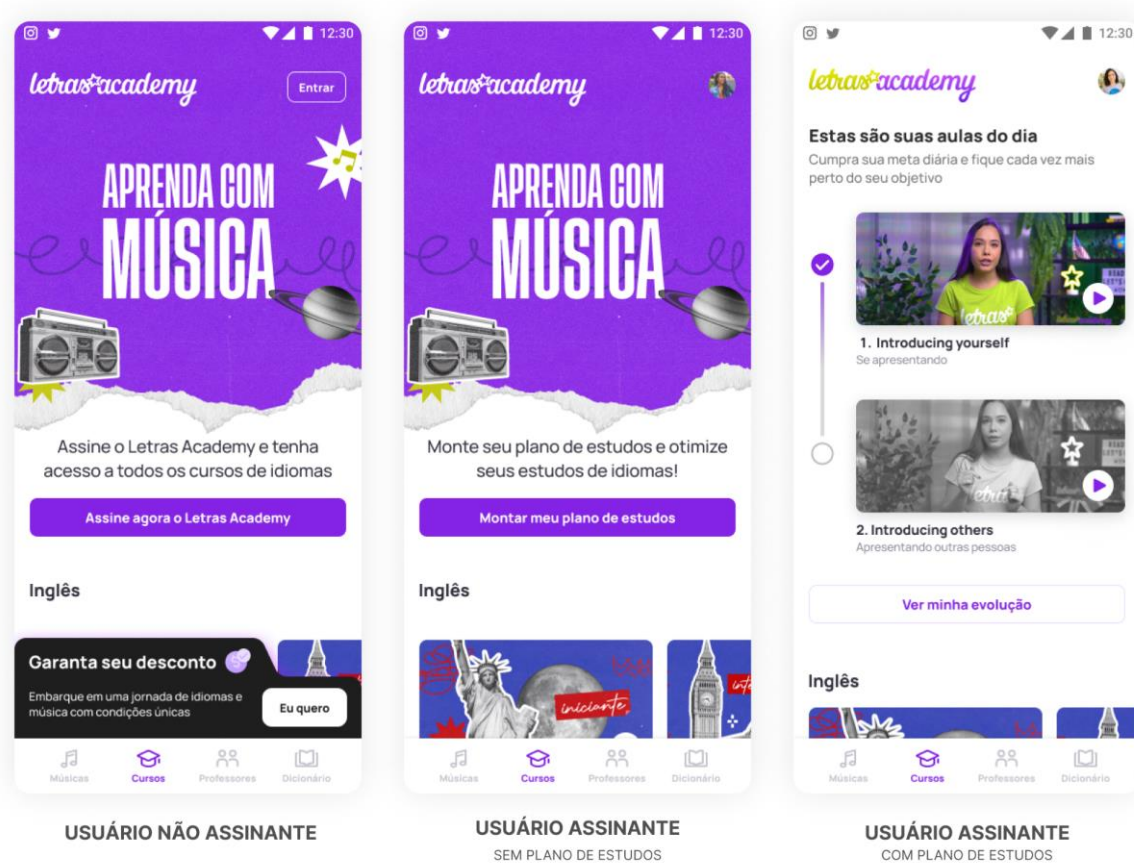 12:30
letras academy
Entrar
APRENDA COM
MÚSICA
Assine o Letras Academy e tenha
acesso a todos os cursos de idiomas
Assine agora o Letras Academy
Inglês
Garanta seu desconto
Embarque em uma jornada de idiomas e
música com condições únicas
Eu quero
Músicas
Cursos
Professores
Dicionário
USUÁRIO NÃO ASSINANTE
12:30
letras academy
APRENDA COM
MÚSICA
Monte seu plano de estudos e otimize
seus estudos de idiomas!
Montar meu plano de estudos
Inglês
iniciante
Músicas
Cursos
Professores
Dicionário
USUÁRIO ASSINANTE
SEM PLANO DE ESTUDOS
12:30
letras academy
Estas são suas aulas do dia
Cumpra sua meta diária e fique cada vez mais
perto do seu objetivo
letras
1. Introducing yourself
Se apresentando
2. Introducing others
Apresentando outras pessoas
Ver minha evolução
Inglês
Músicas
Cursos
Professores
Dicionário
USUÁRIO ASSINANTE
COM PLANO DE ESTUDOS